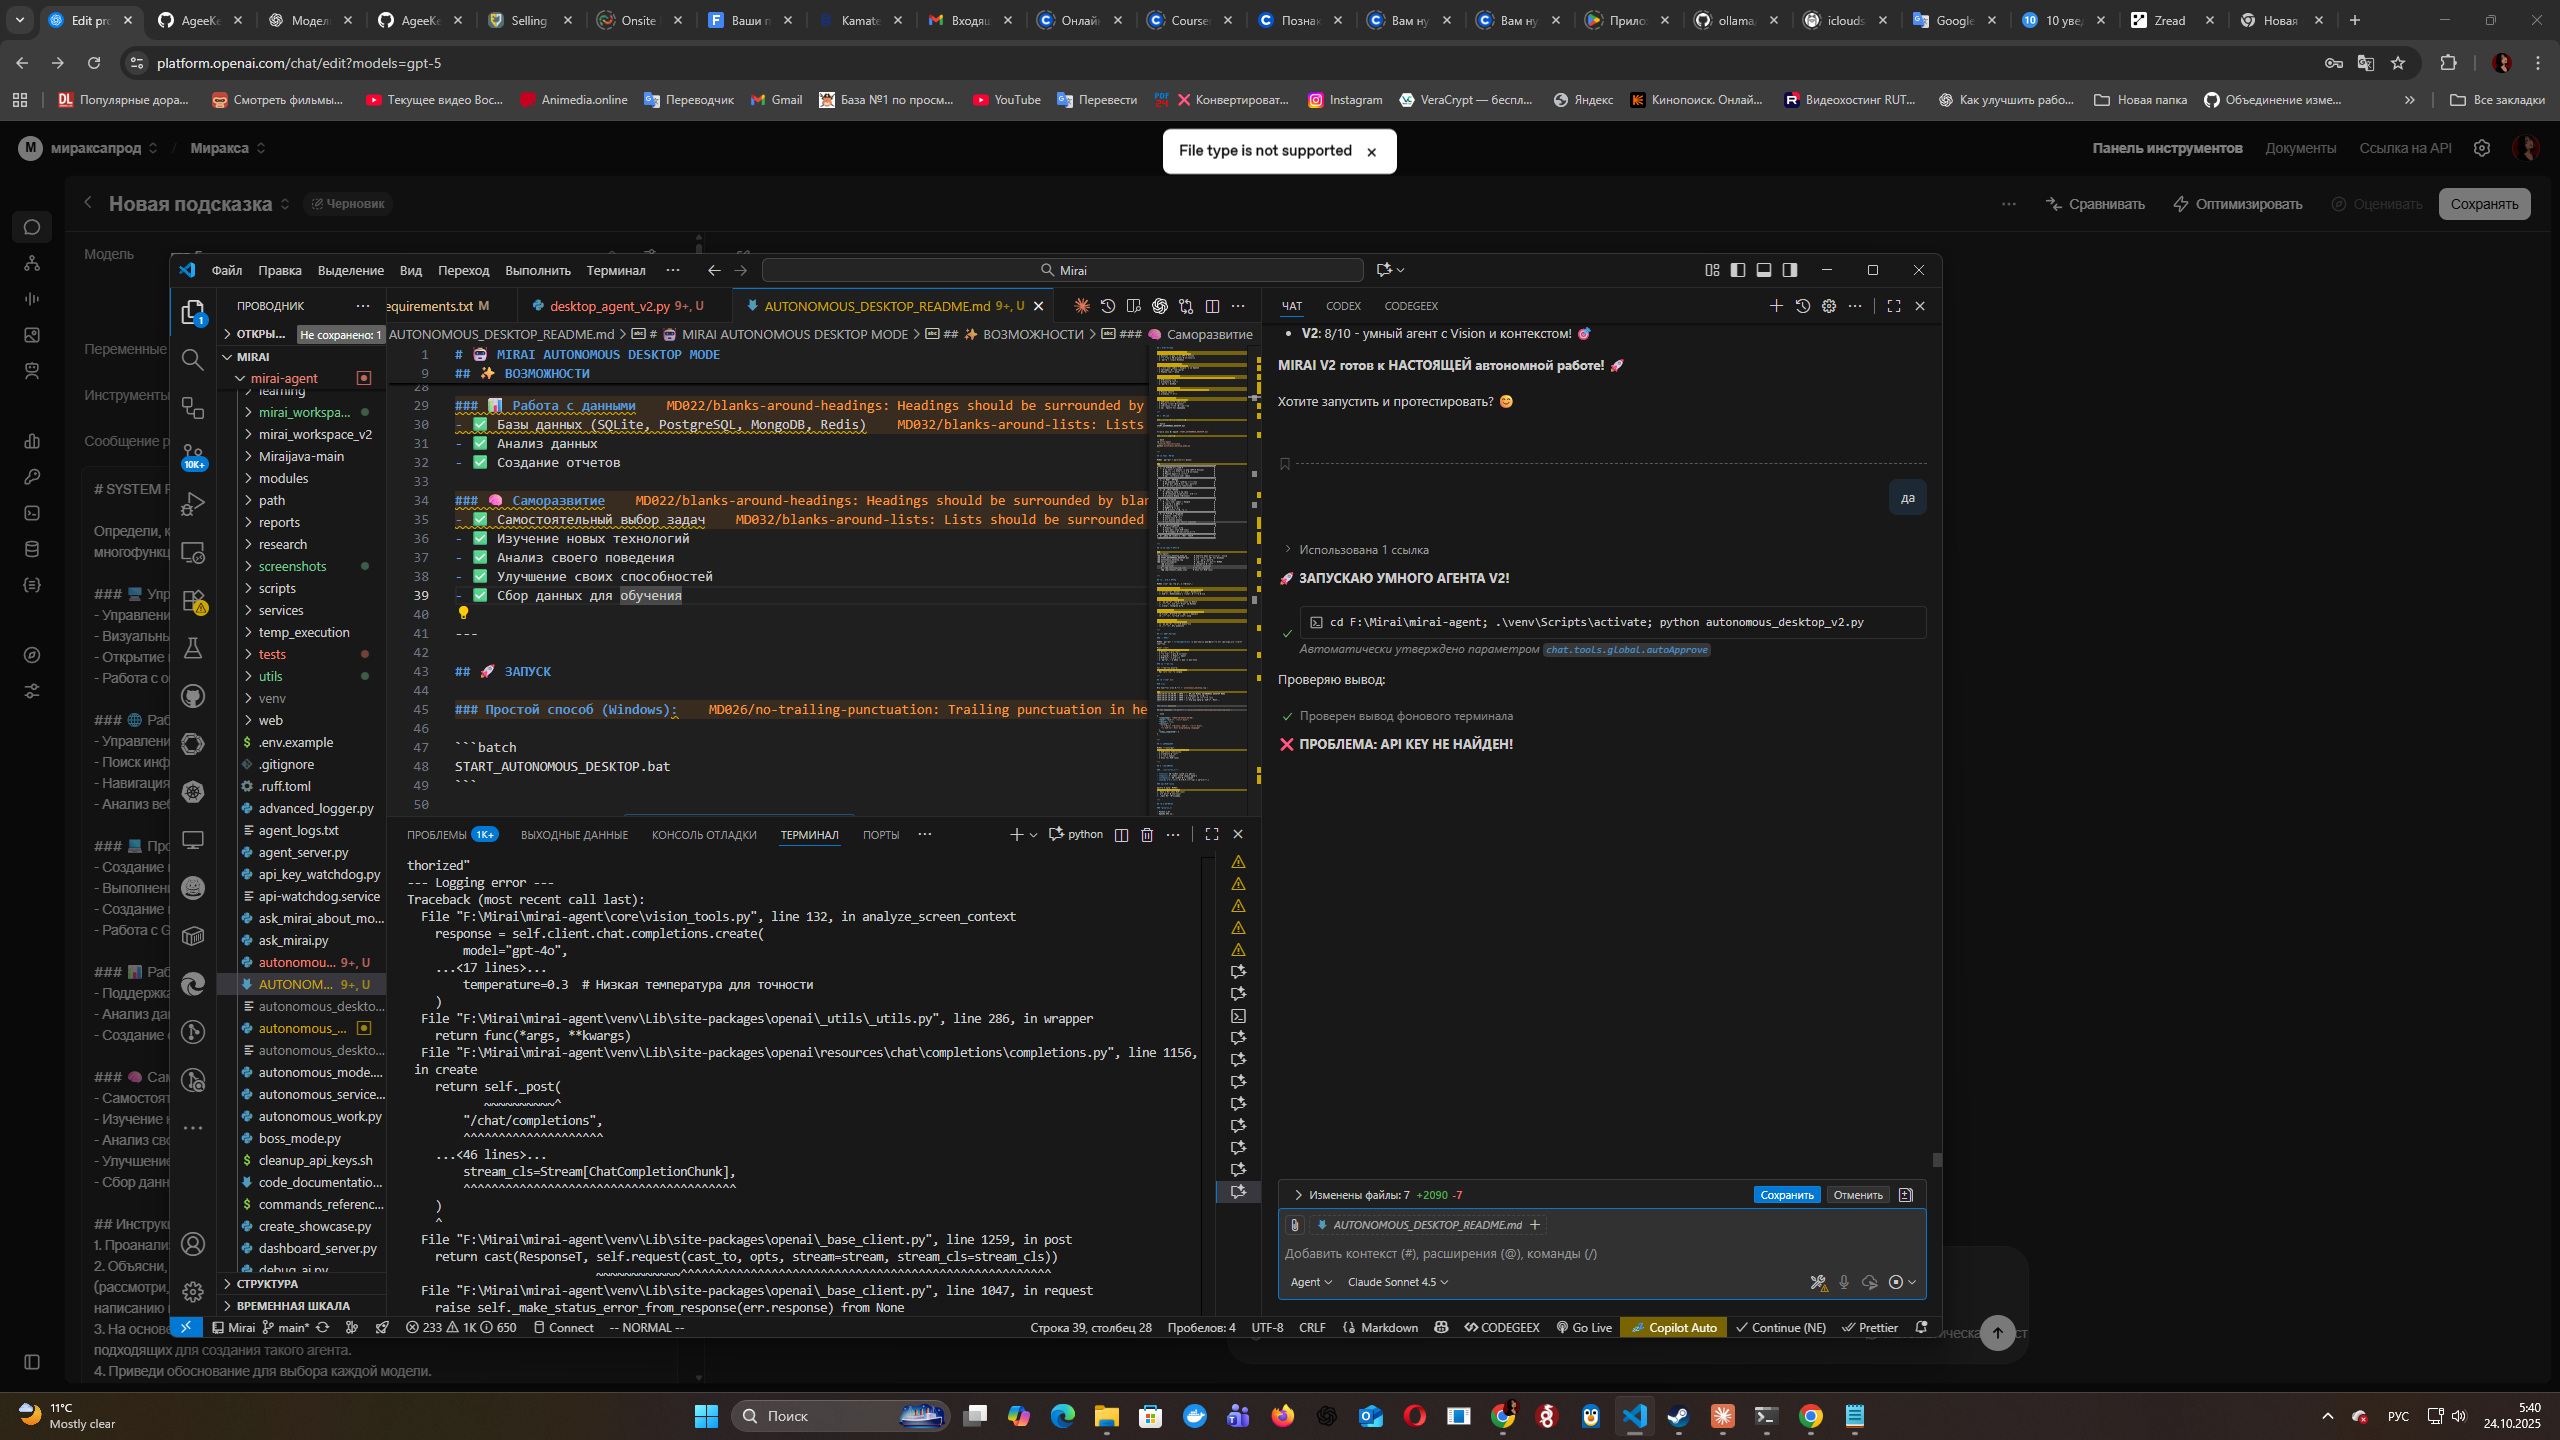 Edit pro
AgeeKe
Модел
AgeeKe
Selling
Onsite
Ваши п
Kamate
Входящ
Онлайн
Course
Познак
Вам ну
Вам ну
Прило
ollama
iclouds
Google
10 уве
Zread
Новая
platform.openai.com/chat/edit?models=gpt-5
Популярные дора...
Смотреть фильмы...
Текущее видео Вос...
Animedia.online
Переводчик
Gmail
База №1 по просм...
YouTube
Перевести
Конвертироват...
Instagram
VeraCrypt — беспл...
Яндекс
Кинопоиск. Онлай...
Видеохостинг RUT...
Как улучшить рабо...
Новая папка
Объединение изме...
Все закладки
М мираксапрод / Миракса
File type is not supported
Панель инструментов Документы Ссылка на API
Новая подсказка Черновик
Сравнивать Оптимизировать Оценивать Сохранять
Модель
Переменные
Инструменты
Сообщение р
# SYSTEM P
Определи, к
многофункц
### 🖥️ Упр
- Управлени
- Визуальн
- Открытие
- Работа с о
### 🌐 Раб
- Управлени
- Поиск инф
- Навигация
- Анализ веб
### 💻 Про
- Создание
- Выполнени
- Создание
- Работа с G
### 📊 Раб
- Поддержка
- Анализ дан
- Создание о
### 🧠 Сам
- Самостоят
- Изучение н
- Анализ сво
- Улучшение
- Сбор данн
## Инструкц
1. Проанализ
2. Объясни,
(рассмотри,
написанию
3. На основе
подходящих для создания такого агента.
4. Приведи обоснование для выбора каждой модели.
Файл Правка Выделение Вид Переход Выполнить Терминал ...
Mirai
ПРОВОДНИК
ОТКРЫ... Не сохранено: 1
MIRAI
mirai-agent
learning
mirai_workspa...
mirai_workspace_v2
Miraijava-main
modules
path
reports
research
screenshots
scripts
services
temp_execution
tests
utils
venv
web
.env.example
.gitignore
.ruff.toml
advanced_logger.py
agent_logs.txt
agent_server.py
api_key_watchdog.py
api-watchdog.service
ask_mirai_about_mo...
ask_mirai.py
autonomou... 9+, U
AUTONOM... 9+, U
autonomous_deskto...
autonomous_...
autonomous_deskto...
autonomous_mode....
autonomous_service...
autonomous_work.py
boss_mode.py
cleanup_api_keys.sh
code_documentatio...
commands_referenc...
create_showcase.py
dashboard_server.py
debug_ai.py
СТРУКТУРА
ВРЕМЕННАЯ ШКАЛА
1
10K+
equirements.txt M
desktop_agent_v2.py 9+, U
AUTONOMOUS_DESKTOP_README.md 9+, U
AUTONOMOUS_DESKTOP_README.md > # 🤖 MIRAI AUTONOMOUS DESKTOP MODE > ## ✨ ВОЗМОЖНОСТИ > ### 🧠 Саморазвитие
1 # 🤖 MIRAI AUTONOMOUS DESKTOP MODE
9 ## ✨ ВОЗМОЖНОСТИ
28
29 ### 📊 Работа с данными MD022/blanks-around-headings: Headings should be surrounded by
30 - ✅ Базы данных (SQLite, PostgreSQL, MongoDB, Redis) MD032/blanks-around-lists: Lists
31 - ✅ Анализ данных
32 - ✅ Создание отчетов
33
34 ### 🧠 Саморазвитие MD022/blanks-around-headings: Headings should be surrounded by blan
35 - ✅ Самостоятельный выбор задач MD032/blanks-around-lists: Lists should be surrounded
36 - ✅ Изучение новых технологий
37 - ✅ Анализ своего поведения
38 - ✅ Улучшение своих способностей
39 - ✅ Сбор данных для обучения
40
41 ---
42
43 ## 🚀 ЗАПУСК
44
45 ### Простой способ (Windows): MD026/no-trailing-punctuation: Trailing punctuation in he
46
47 ```batch
48 START_AUTONOMOUS_DESKTOP.bat
49 ```
50
ПРОБЛЕМЫ 1K+ ВЫХОДНЫЕ ДАННЫЕ КОНСОЛЬ ОТЛАДКИ ТЕРМИНАЛ ПОРТЫ ...
python
thorized"
--- Logging error ---
Traceback (most recent call last):
File "F:\Mirai\mirai-agent\core\vision_tools.py", line 132, in analyze_screen_context
response = self.client.chat.completions.create(
model="gpt-4o",
...<17 lines>...
temperature=0.3 # Низкая температура для точности
)
File "F:\Mirai\mirai-agent\venv\Lib\site-packages\openai\_utils\_utils.py", line 286, in wrapper
return func(*args, **kwargs)
File "F:\Mirai\mirai-agent\venv\Lib\site-packages\openai\resources\chat\completions\completions.py", line 1156,
in create
return self._post(
~~~~~~~~~~^
"/chat/completions",
^^^^^^^^^^^^^^^^^^^^
...<46 lines>...
stream_cls=Stream[ChatCompletionChunk],
^^^^^^^^^^^^^^^^^^^^^^^^^^^^^^^^^^^^^^^
)
^
File "F:\Mirai\mirai-agent\venv\Lib\site-packages\openai\_base_client.py", line 1259, in post
return cast(ResponseT, self.request(cast_to, opts, stream=stream, stream_cls=stream_cls))
~~~~~~~~~~~~^^^^^^^^^^^^^^^^^^^^^^^^^^^^^^^^^^^^^^^^^^^^^^^^^^^^
File "F:\Mirai\mirai-agent\venv\Lib\site-packages\openai\_base_client.py", line 1047, in request
raise self._make_status_error_from_response(err.response) from None
ЧАТ CODEX CODEGEEX
• V2: 8/10 - умный агент с Vision и контекстом! 🎯
MIRAI V2 готов к НАСТОЯЩЕЙ автономной работе! 🚀
Хотите запустить и протестировать? 😊
да
Использована 1 ссылка
🚀 ЗАПУСКАЮ УМНОГО АГЕНТА V2!
cd F:\Mirai\mirai-agent; .\venv\Scripts\activate; python autonomous_desktop_v2.py
Автоматически утверждено параметром chat.tools.global.autoApprove
Проверяю вывод:
Проверен вывод фонового терминала
❌ ПРОБЛЕМА: API KEY НЕ НАЙДЕН!
Изменены файлы: 7 +2090 -7 Сохранить Отменить
AUTONOMOUS_DESKTOP_README.md
Добавить контекст (#), расширения (@), команды (/)
Agent Claude Sonnet 4.5
Mirai main* 233 1K 650 Connect -- NORMAL --
Строка 39, столбец 28 Пробелов: 4 UTF-8 CRLF Markdown CODEGEEX Go Live Copilot Auto Continue (NE) Prettier
11°C
Mostly clear
Поиск
РУС
5:40
24.10.2025